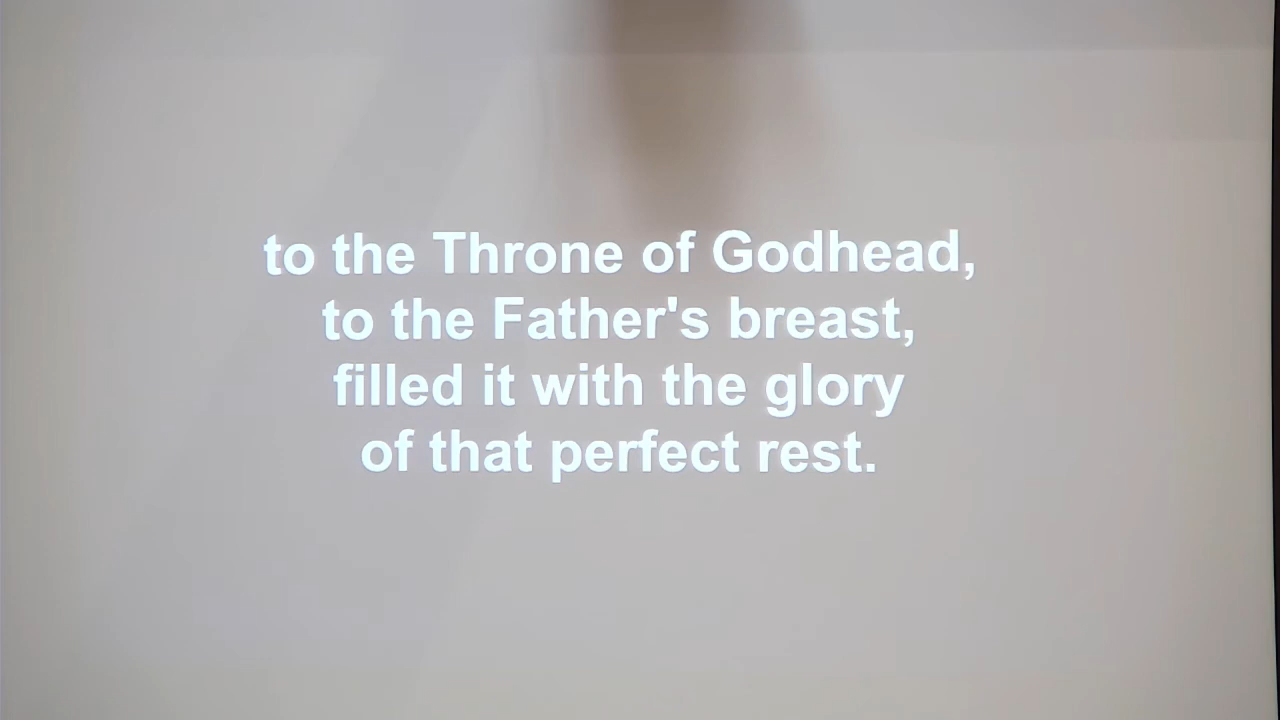 to the Throne of Godhead,
to the Father's breast,
filled it with the glory
of that perfect rest.